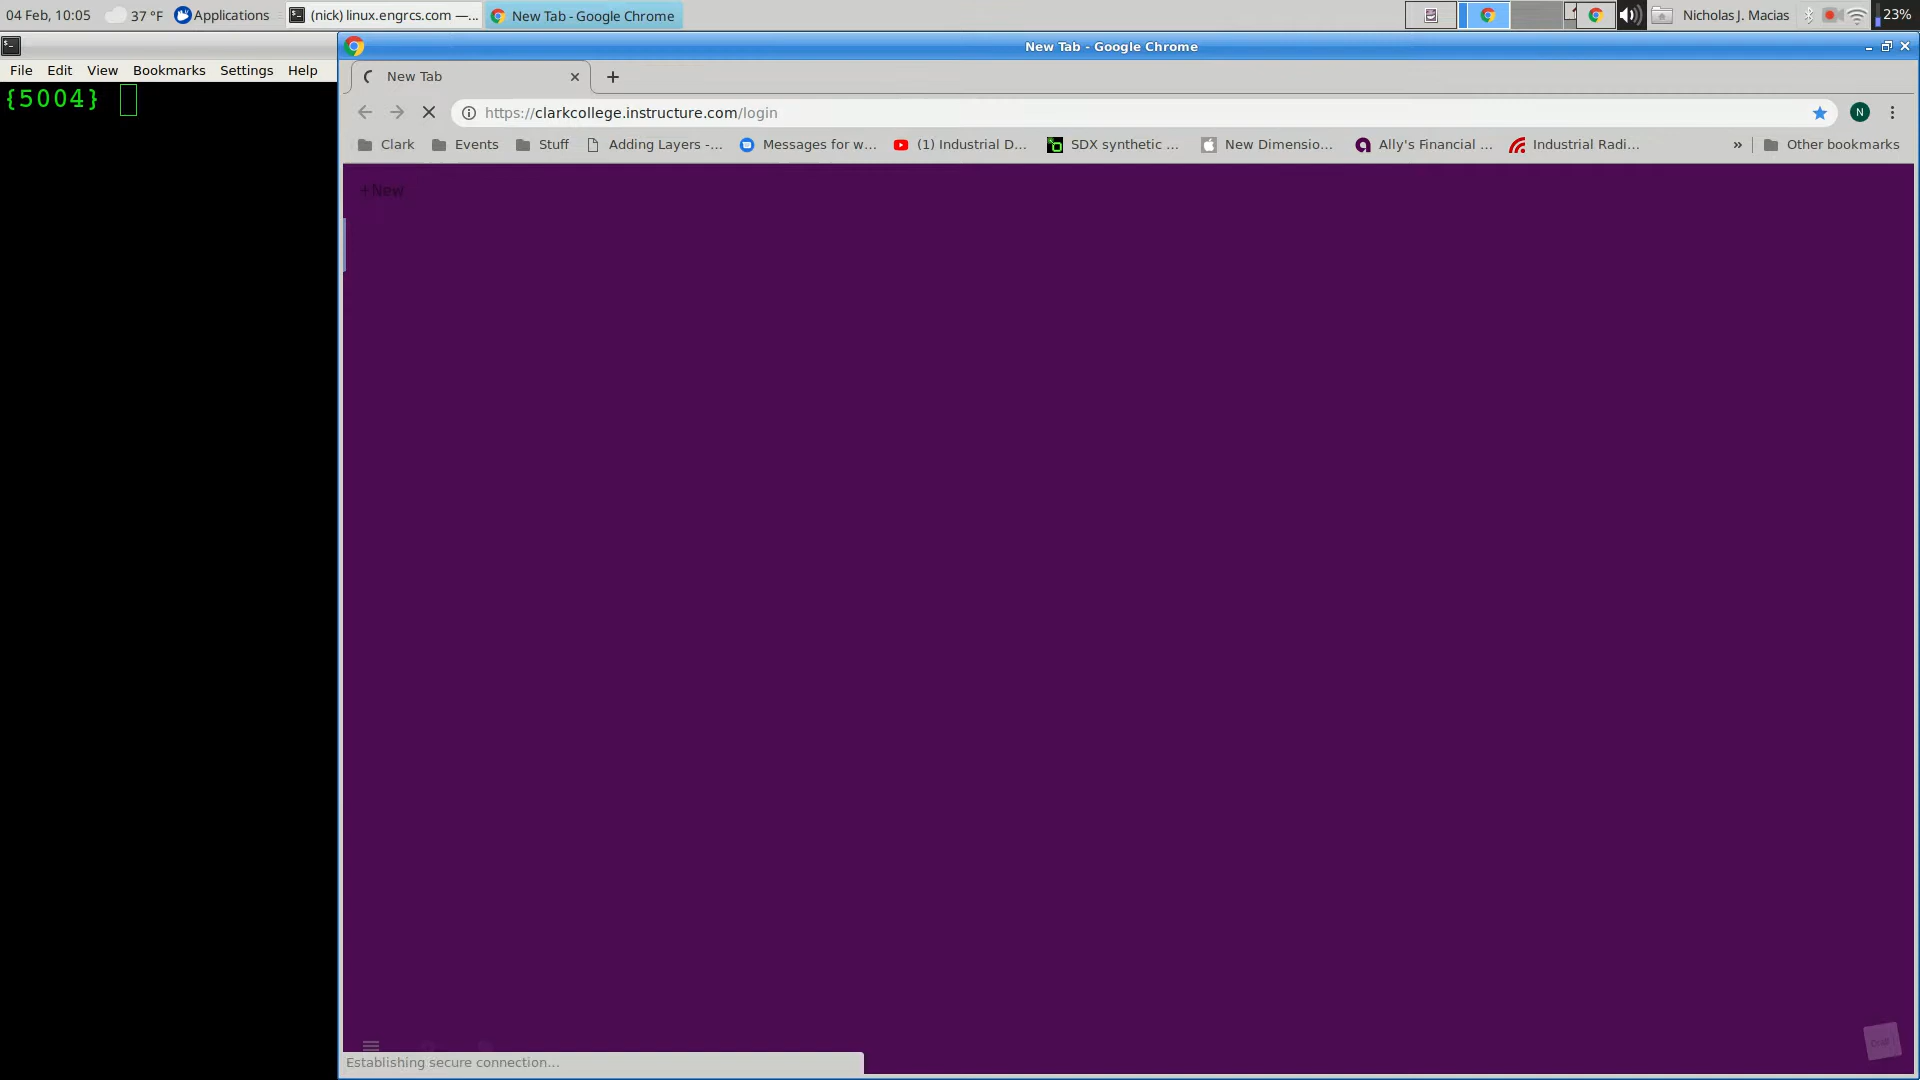 04 Feb, 10:05 37 °F Applications (nick) linux.engrcs.com —... New Tab - Google Chrome Nicholas J. Macias 23%
New Tab - Google Chrome
File Edit View Bookmarks Settings Help
New Tab
{5004}
https://clarkcollege.instructure.com/login N
Clark Events Stuff Adding Layers -... Messages for w... (1) Industrial D... SDX synthetic ... New Dimensio... Ally's Financial ... Industrial Radi... » Other bookmarks
+New
Establishing secure connection...